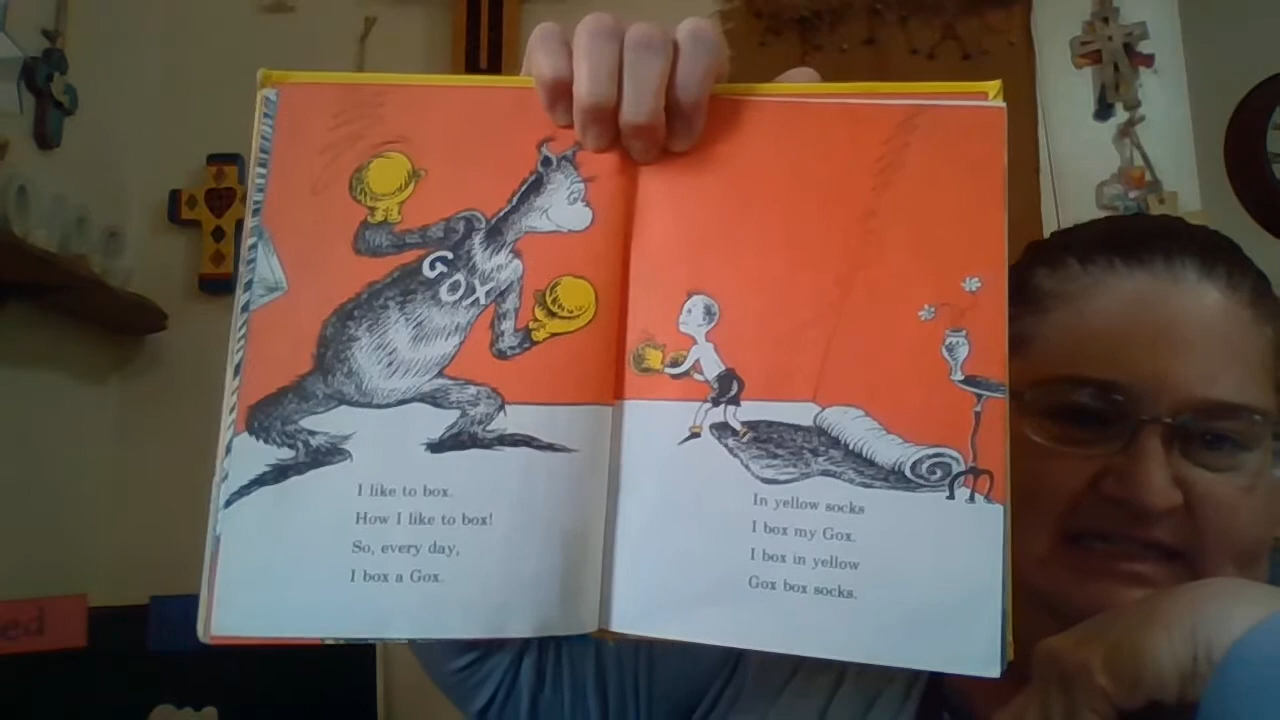 GOX
I like to box.
How I like to box!
So, every day,
I box a Gox.
In yellow socks
I box my Gox.
I box in yellow
Gox box socks.